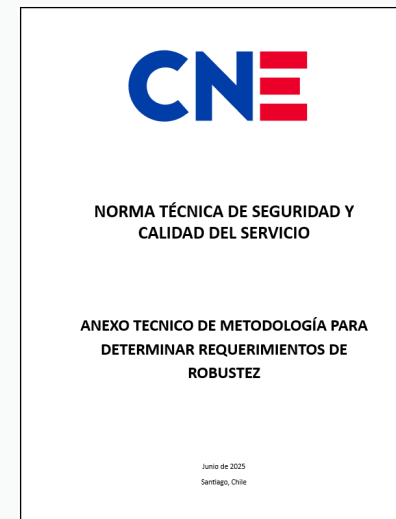 CNE
NORMA TÉCNICA DE SEGURIDAD Y
CALIDAD DEL SERVICIO
ANEXO TECNICO DE METODOLOGÍA PARA
DETERMINAR REQUERIMIENTOS DE
ROBUSTEZ
Junio de 2025
Santiago, Chile